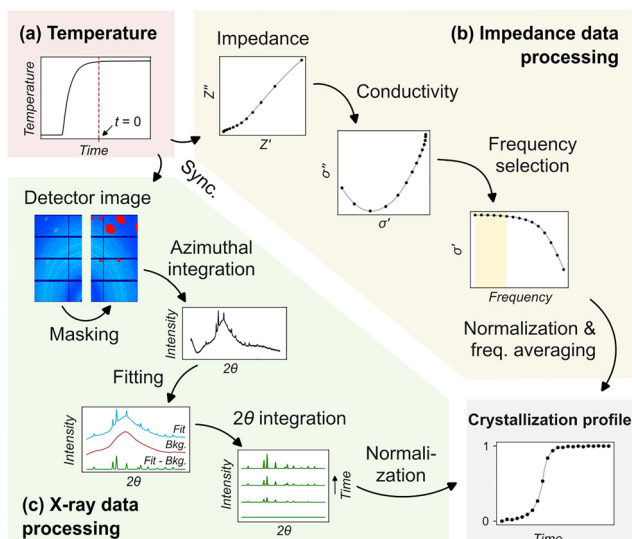 (a) Temperature
Temperature
t = 0
Time
Sync.
(b) Impedance data
processing
Impedance
Z''
Z'
Conductivity
σ''
σ'
Frequency
selection
σ'
Frequency
Normalization &
freq. averaging
Detector image
Masking
Azimuthal
integration
Intensity
2θ
Fitting
Intensity
Fit
Bkg.
Fit - Bkg.
2θ
2θ integration
Intensity
Time
2θ
Normali-
zation
(c) X-ray data
processing
Crystallization profile
1
0
Time